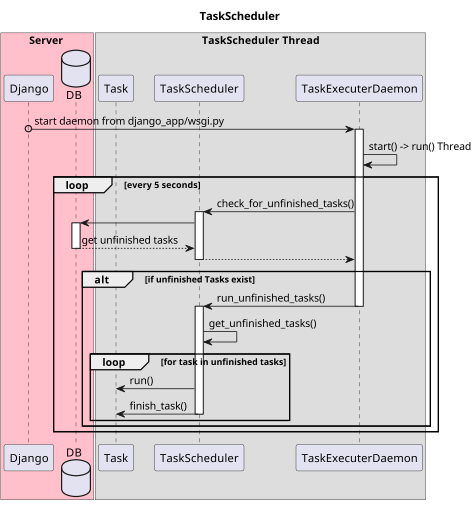 TaskScheduler
Server
TaskScheduler Thread
Django
DB
Task
TaskScheduler
TaskExecuterDaemon
start daemon from django_app/wsgi.py
start() -> run() Thread
loop [every 5 seconds]
check_for_unfinished_tasks()
get unfinished tasks
alt [if unfinished Tasks exist]
run_unfinished_tasks()
get_unfinished_tasks()
loop [for task in unfinished tasks]
run()
finish_task()
Django
DB
Task
TaskScheduler
TaskExecuterDaemon